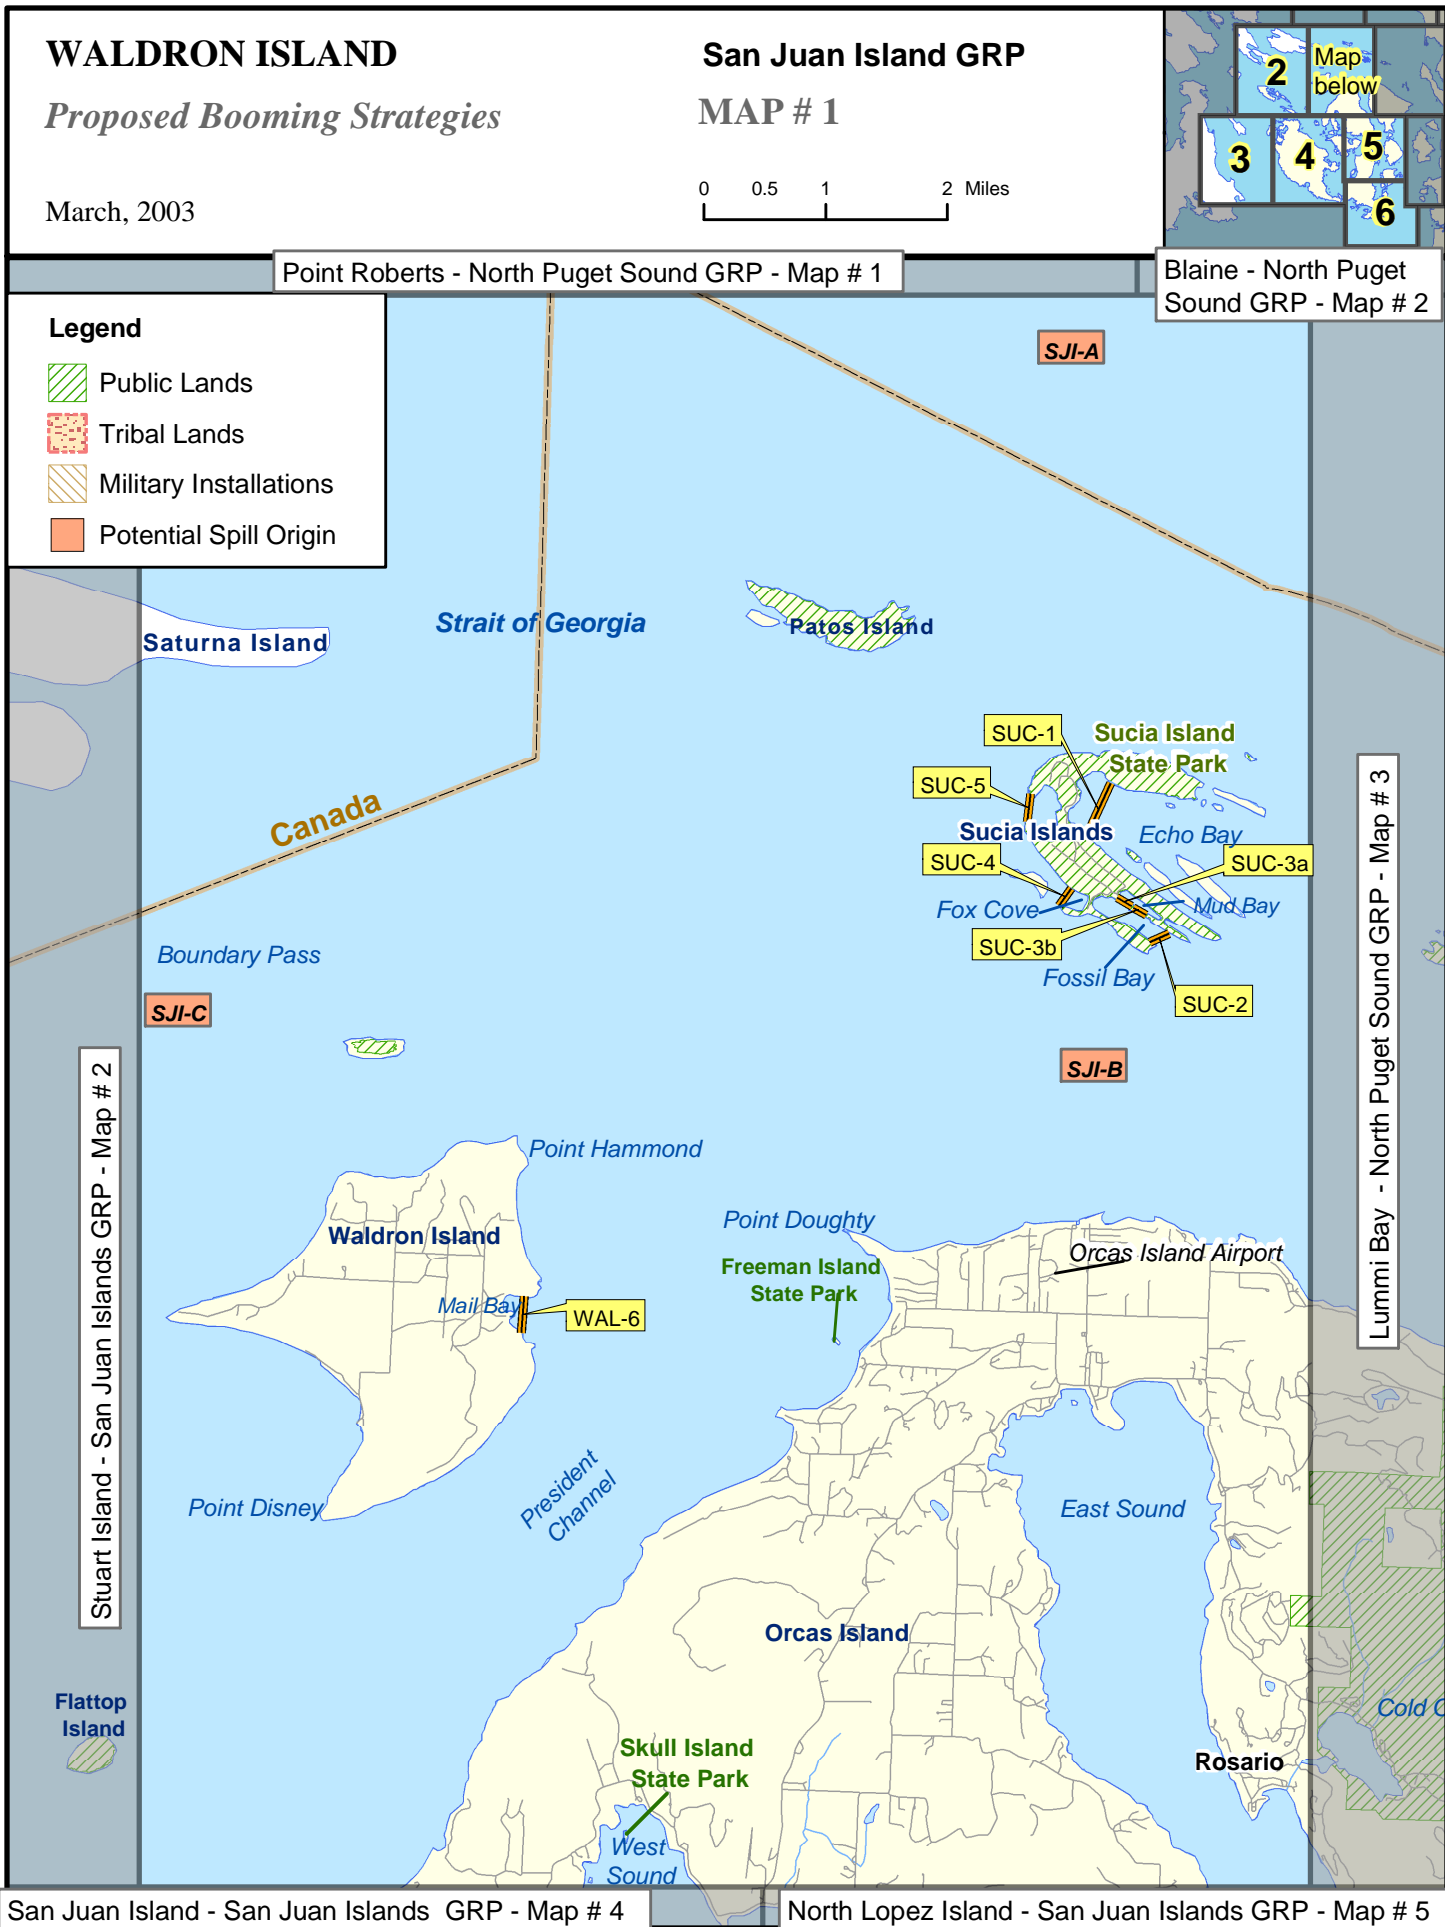 WALDRON ISLAND
Proposed Booming Strategies
March, 2003
San Juan Island GRP
MAP # 1
0 0.5 1 2 Miles
2
Map
below
3
4
5
6
Point Roberts - North Puget Sound GRP - Map # 1
Blaine - North Puget
Sound GRP - Map # 2
Legend
Public Lands
Tribal Lands
Military Installations
Potential Spill Origin
SJI-A
Saturna Island
Strait of Georgia
Patos Island
SUC-1
Sucia Island
State Park
SUC-5
Canada
Sucia Islands
Echo Bay
SUC-4
SUC-3a
Fox Cove
Mud Bay
SUC-3b
Boundary Pass
Fossil Bay
SUC-2
SJI-C
SJI-B
Lummi Bay - North Puget Sound GRP - Map # 3
Stuart Island - San Juan Islands GRP - Map # 2
Point Hammond
Waldron Island
Point Doughty
Orcas Island Airport
Freeman Island
State Park
Mail Bay
WAL-6
President
Channel
Point Disney
East Sound
Orcas Island
Flattop
Island
Cold C
Skull Island
State Park
Rosario
West
Sound
San Juan Island - San Juan Islands GRP - Map # 4
North Lopez Island - San Juan Islands GRP - Map # 5